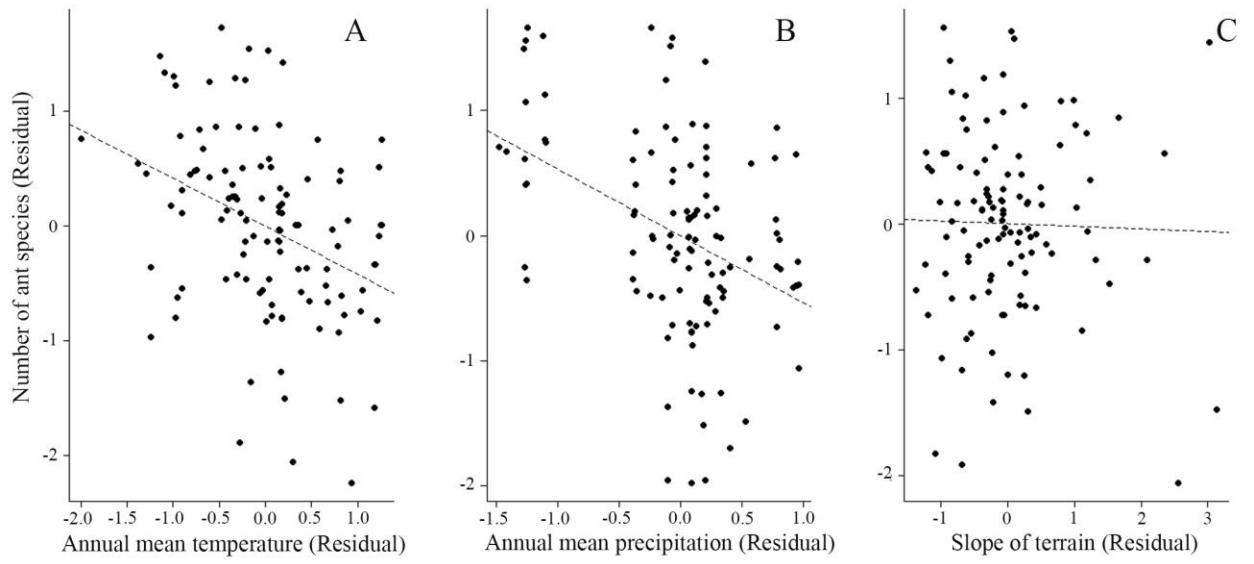 A
B
C
Number of ant species (Residual)
1
0
-1
-2
-2.0 -1.5 -1.0 -0.5 0.0 0.5 1.0
Annual mean temperature (Residual)
1
0
-1
-2
-1.5 -1.0 -0.5 0.0 0.5 1.0
Annual mean precipitation (Residual)
1
0
-1
-2
-1 0 1 2 3
Slope of terrain (Residual)